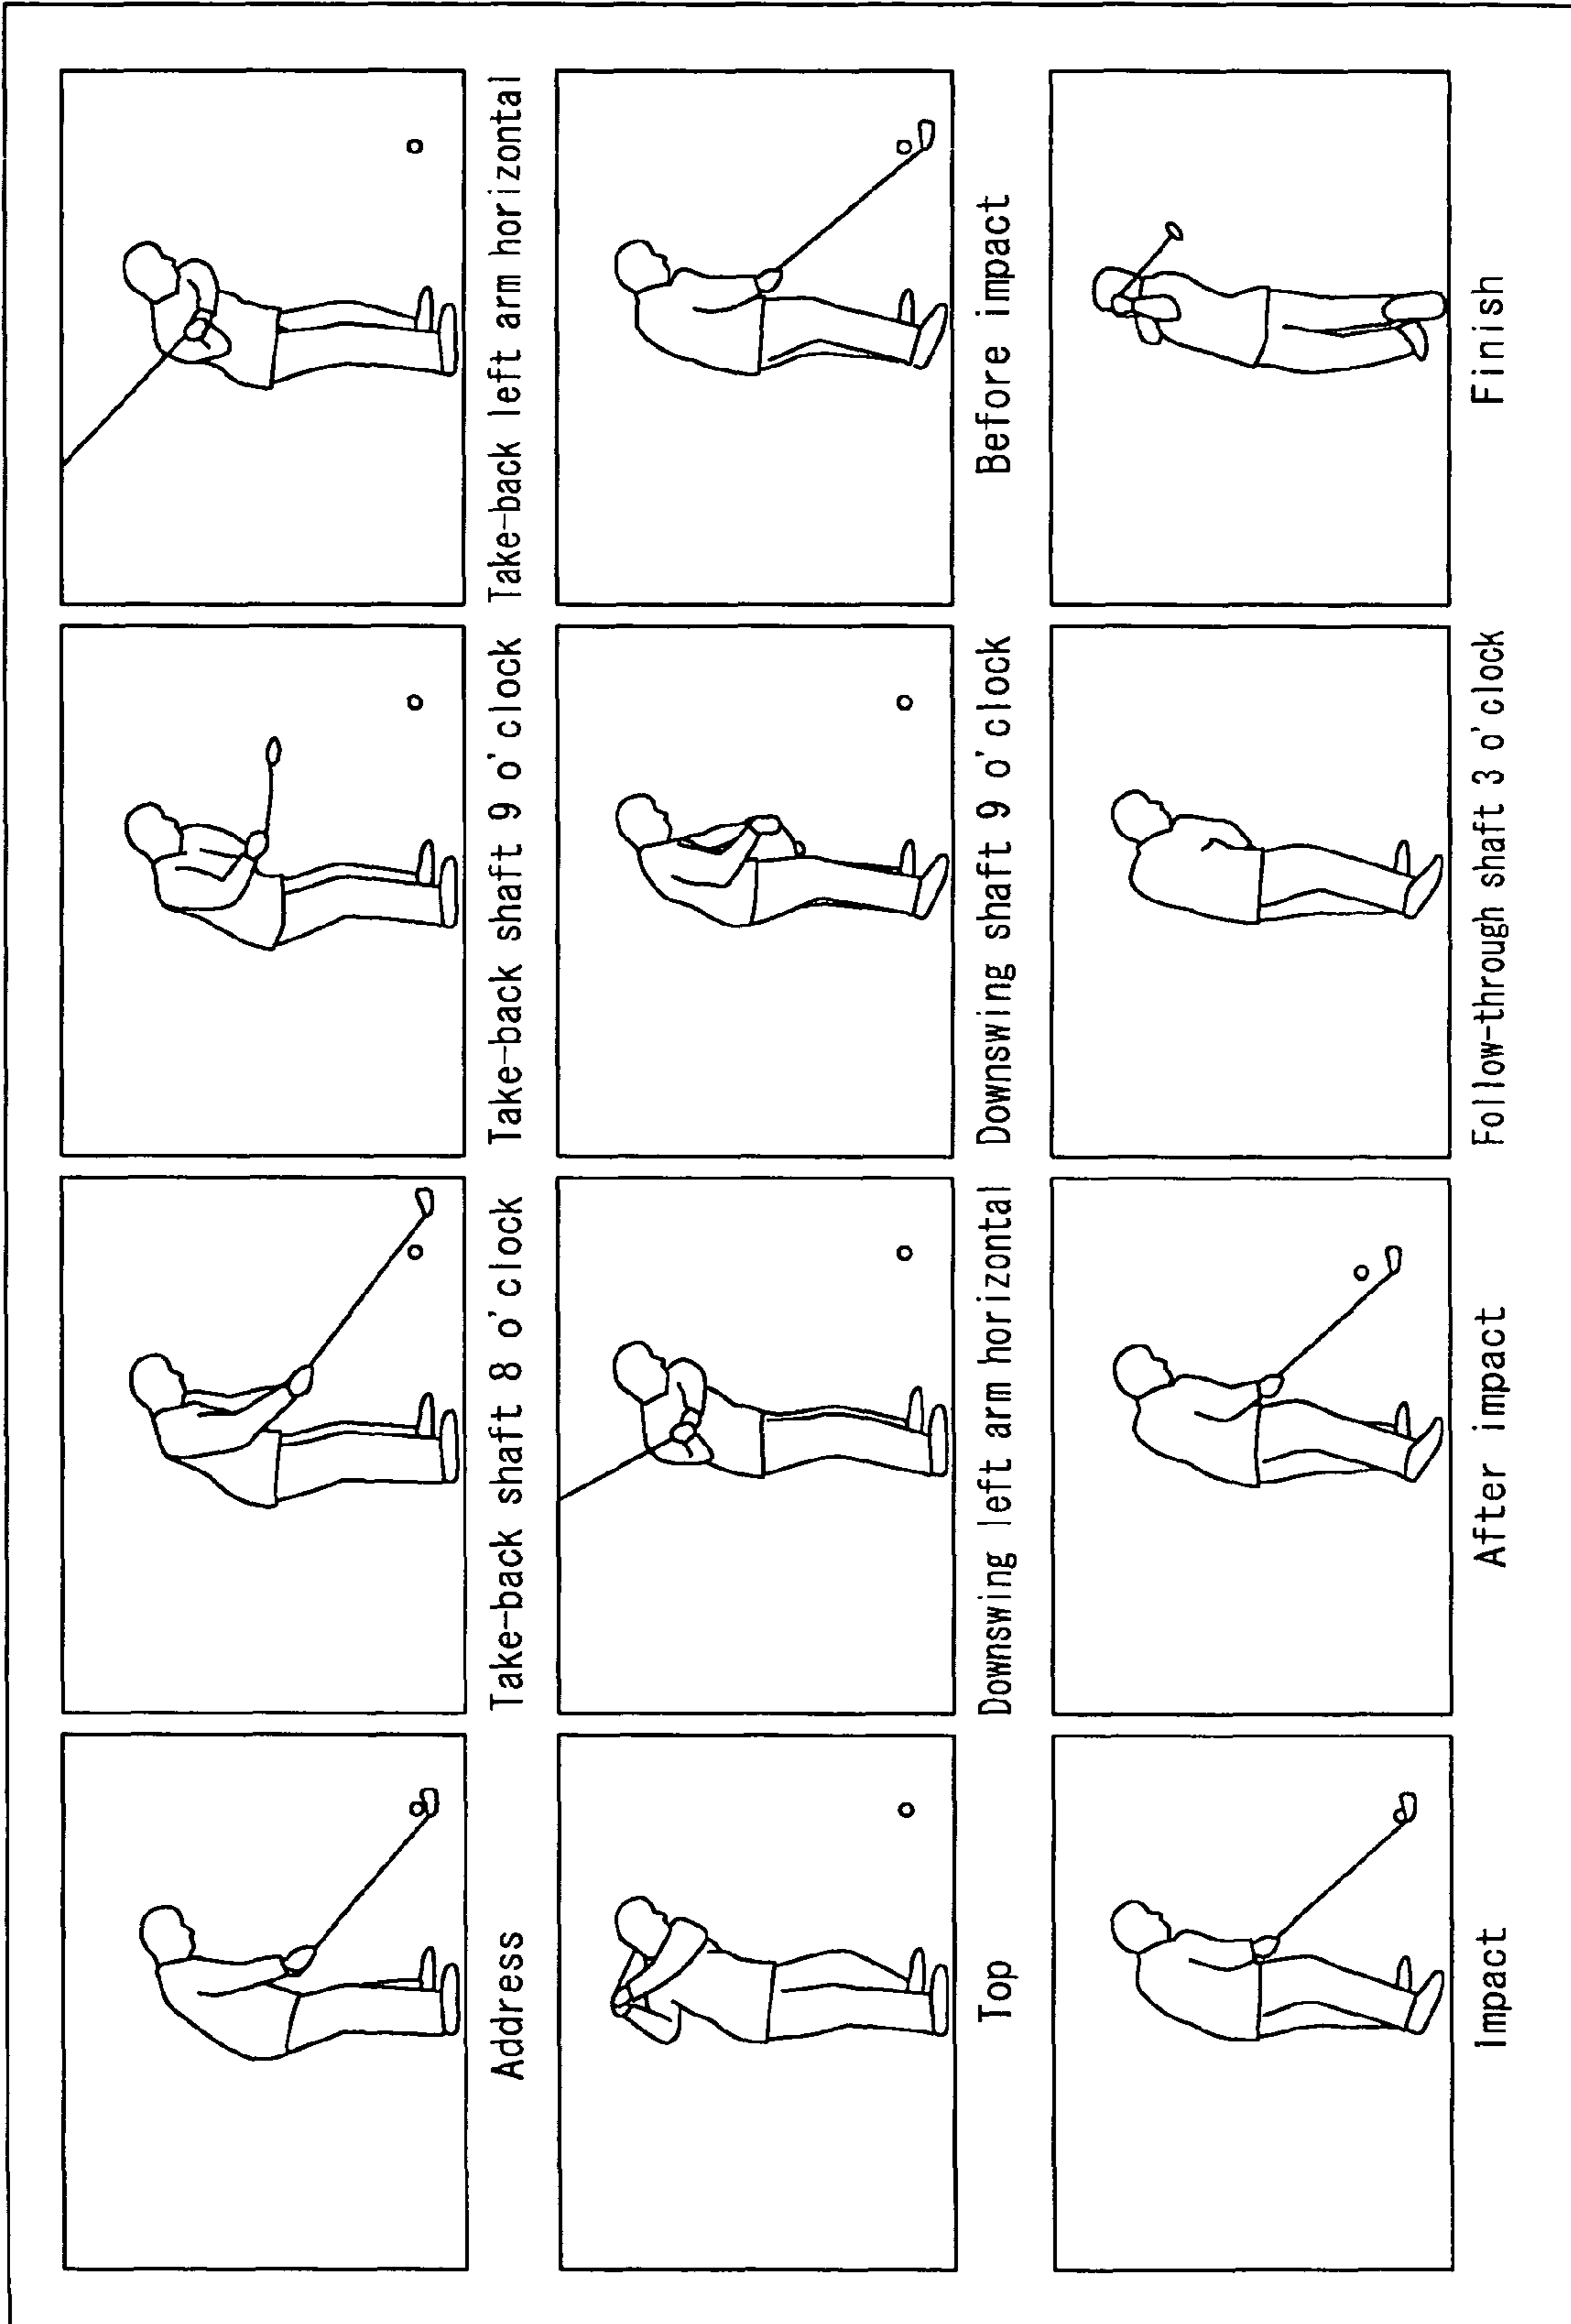 Address
Take-back shaft 8 o'clock
Take-back shaft 9 o'clock
Take-back left arm horizontal
Top
Downswing left arm horizontal
Downswing shaft 9 o'clock
Before impact
Impact
After impact
Follow-through shaft 3 o'clock
Finish